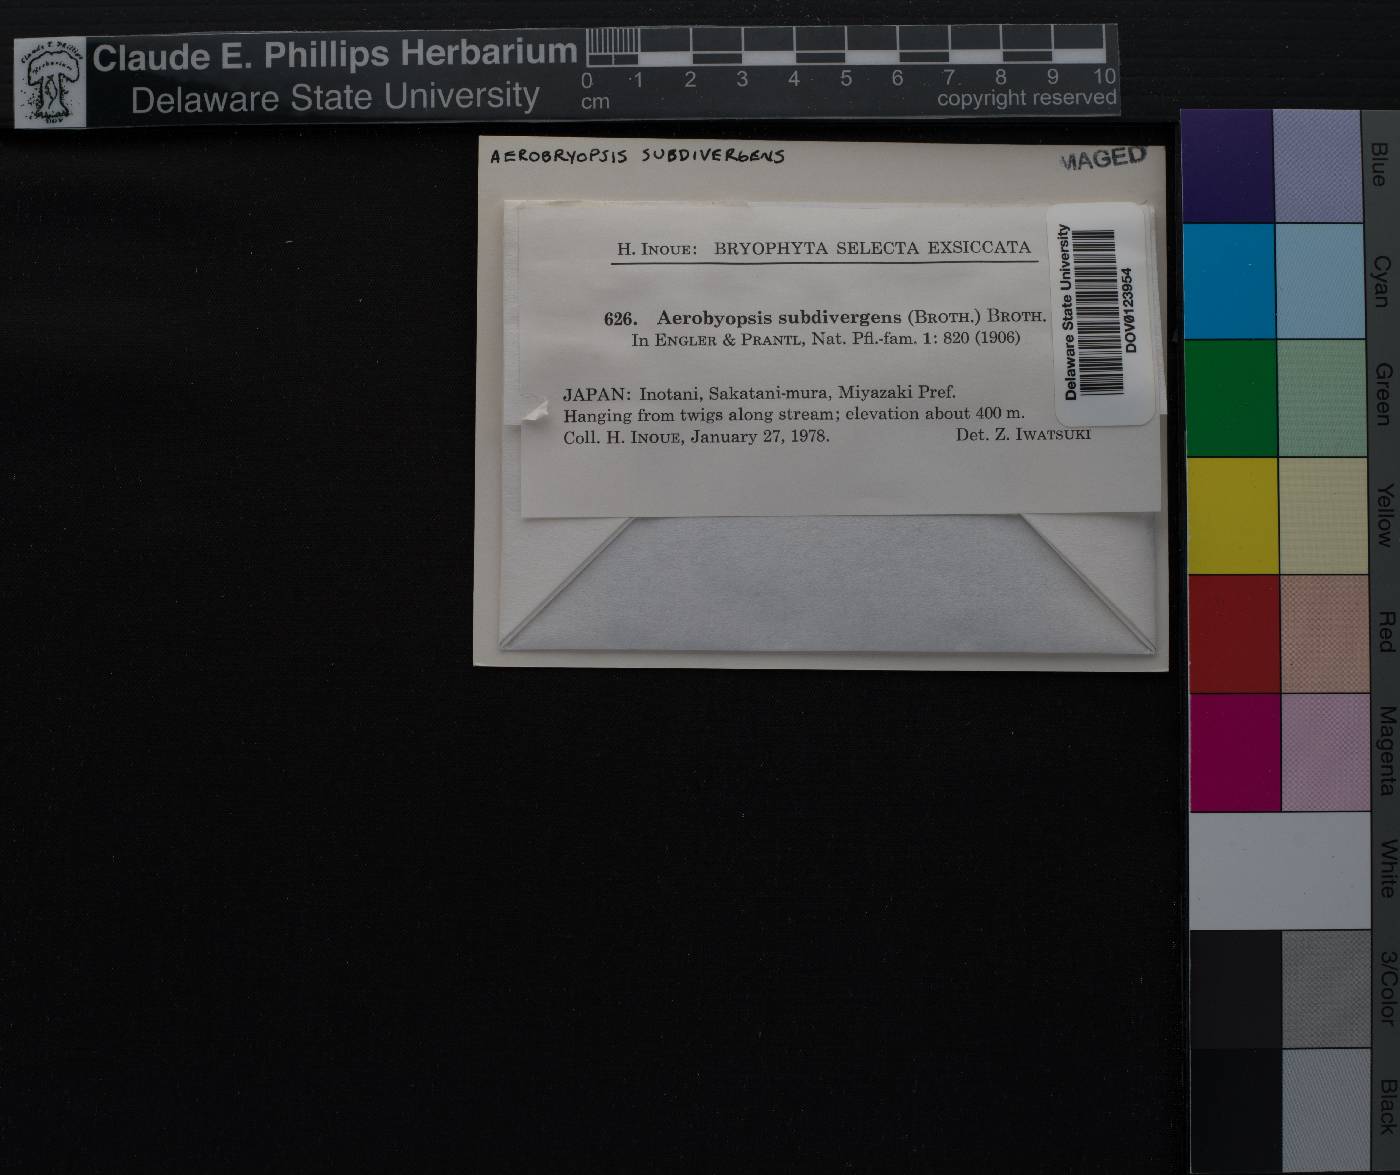 Claude E. Phillips Herbarium
Delaware State University
0 1 2 3 4 5 6 7 8 9 10
cm
copyright reserved
AEROBRYOPSIS SUBDIVERGENS
MAGED
H. INOUE: BRYOPHYTA SELECTA EXSICCATA
626. Aerobyopsis subdivergens (BROTH.) BROTH.
In ENGLER & PRANTL, Nat. Pfl.-fam. 1: 820 (1906)
JAPAN: Inotani, Sakatani-mura, Miyazaki Pref.
Hanging from twigs along stream; elevation about 400 m.
Coll. H. INOUE, January 27, 1978. Det. Z. IWATSUKI
Delaware State University
DOV0123954
Blue
Cyan
Green
Yellow
Red
Magenta
White
3/Color
Black